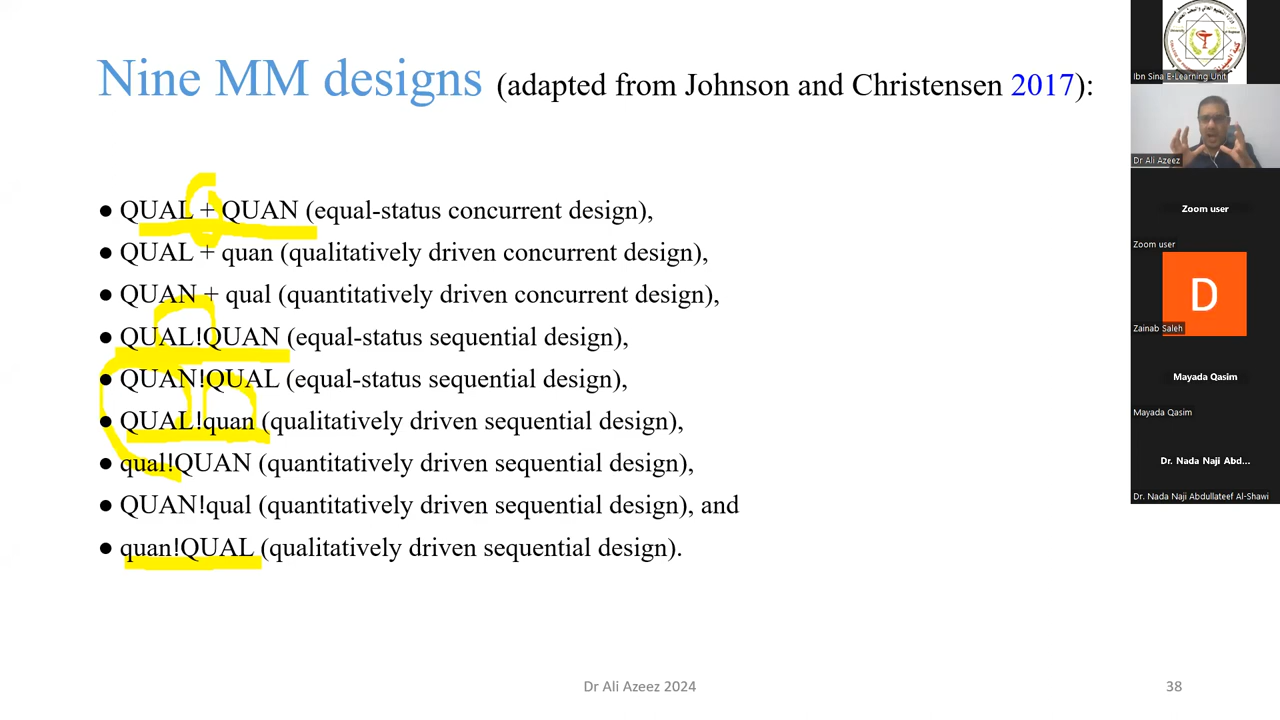 Nine MM designs (adapted from Johnson and Christensen 2017):
● QUAL + QUAN (equal-status concurrent design),
● QUAL + quan (qualitatively driven concurrent design),
● QUAN + qual (quantitatively driven concurrent design),
● QUAL!QUAN (equal-status sequential design),
● QUAN!QUAL (equal-status sequential design),
● QUAL!quan (qualitatively driven sequential design),
● qual!QUAN (quantitatively driven sequential design),
● QUAN!qual (quantitatively driven sequential design), and
● quan!QUAL (qualitatively driven sequential design).
Dr Ali Azeez 2024
38
Ibn Sina E-Learning Unit
Dr Ali Azeez
Zoom user
Zoom user
D
Zainab Saleh
Mayada Qasim
Mayada Qasim
Dr. Nada Naji Abd...
Dr. Nada Naji Abdullateef Al-Shawi